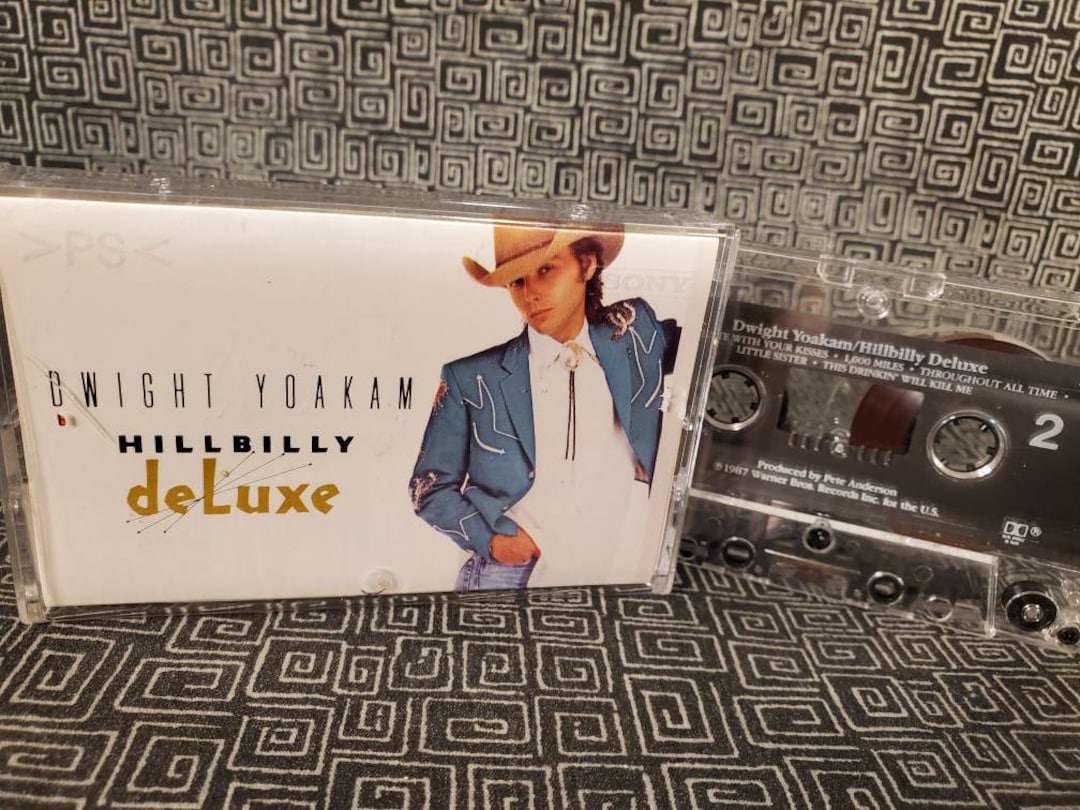 >PS<
SONY
DWIGHT YOAKAM
HILLBILLY
deLuxe
Dwight Yoakam/Hillbilly Deluxe
WITH YOUR KISSES • 1,000 MILES • THROUGHOUT ALL TIME •
LITTLE SISTER • THIS DRINKIN' WILL KILL ME
2
Produced by Pete Anderson
℗ 1987 Warner Bros. Records Inc. for the U.S.